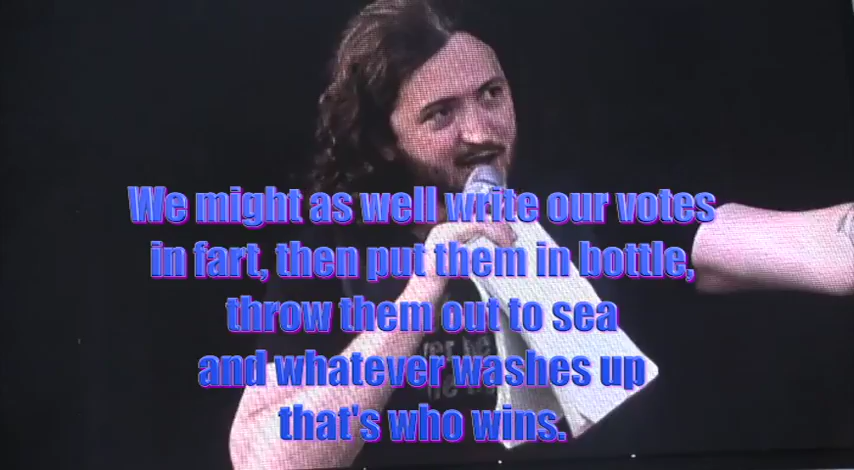 We might as well write our votes
in fart, then put them in bottle,
throw them out to sea
and whatever washes up
that's who wins.